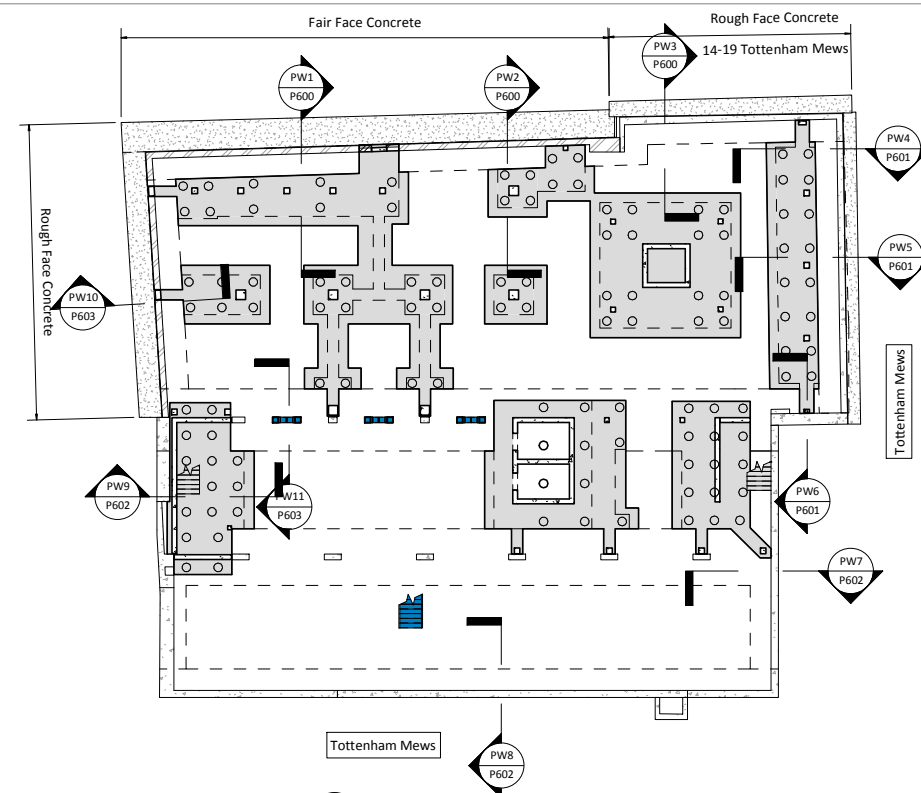 Fair Face Concrete
Rough Face Concrete
14-19 Tottenham Mews
PW1
P600
PW2
P600
PW3
P600
PW4
P601
PW5
P601
Rough Face Concrete
PW10
P603
Tottenham Mews
PW9
P602
PW11
P603
PW6
P601
PW7
P602
Tottenham Mews
PW8
P602